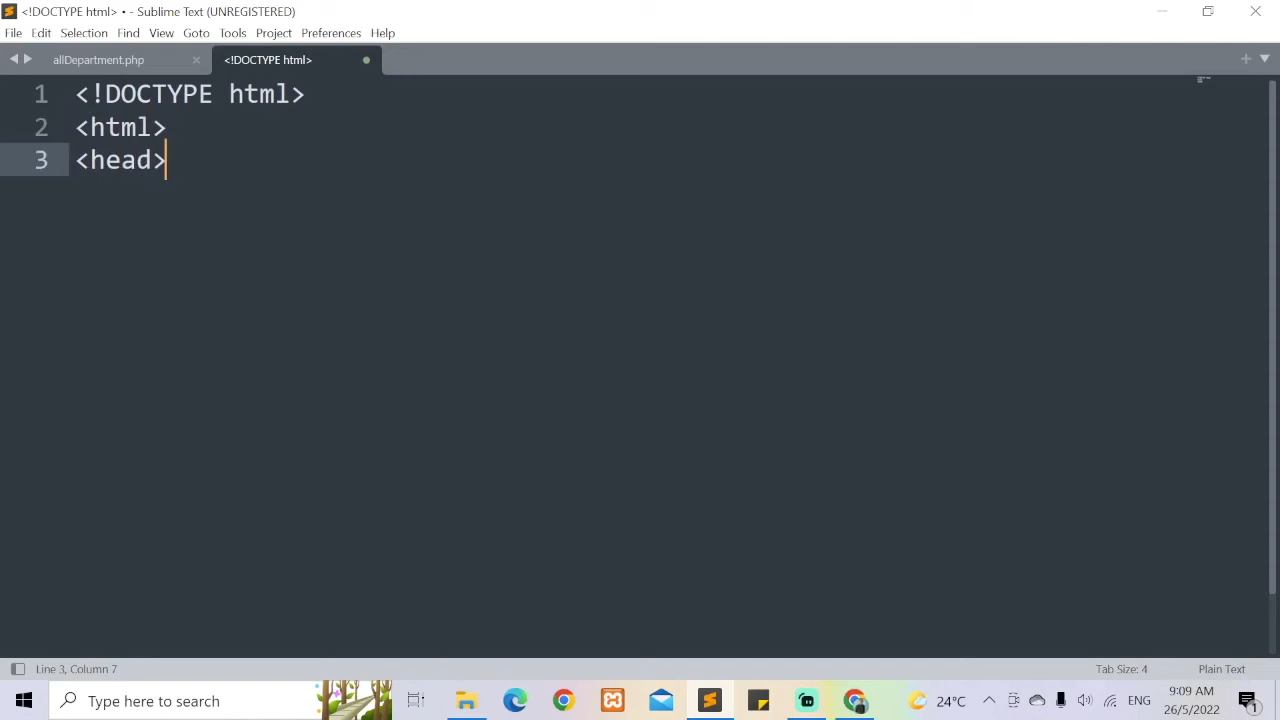 <!DOCTYPE html> • - Sublime Text (UNREGISTERED)
File Edit Selection Find View Goto Tools Project Preferences Help
allDepartment.php
<!DOCTYPE html>
1 <!DOCTYPE html>
2 <html>
3 <head>
Line 3, Column 7
Tab Size: 4
Plain Text
Type here to search
24°C
ENG
9:09 AM
26/5/2022
1